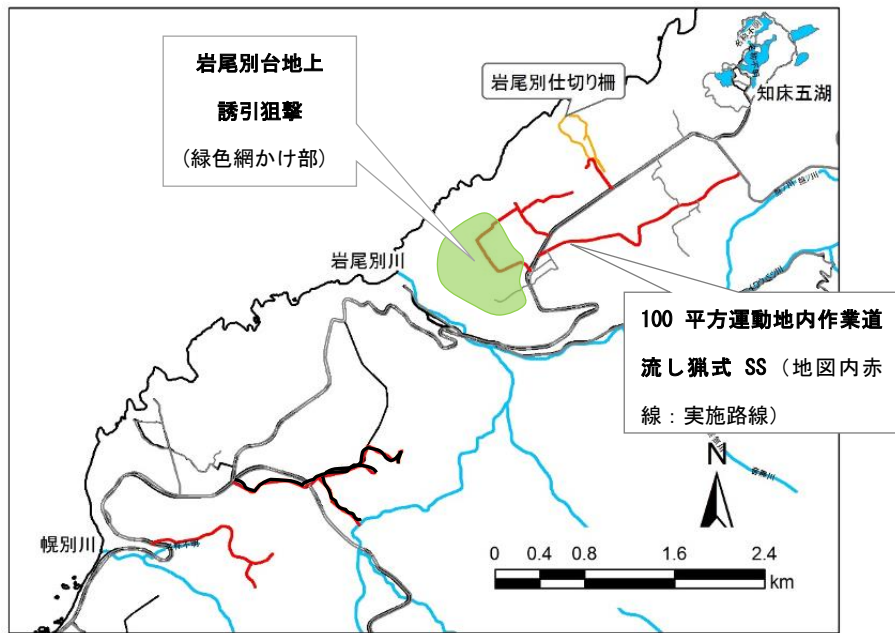 岩尾別台地上
誘引狙撃
(緑色網かけ部)
岩尾別仕切り柵
知床五湖
岩尾別川
100 平方運動地内作業道
流し猟式 SS（地図内赤
線：実施路線）
N
幌別川
0 0.4 0.8 1.6 2.4
km